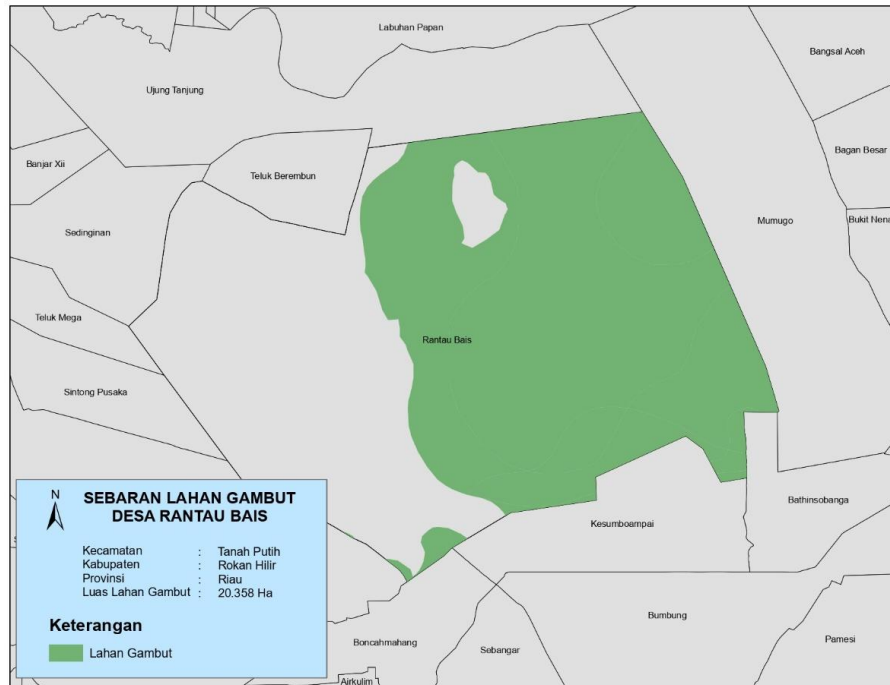 Labuhan Papan
Bangsal Aceh
Ujung Tanjung
Banjar Xii
Teluk Berembun
Bagan Besar
Sedinginan
Mumugo
Bukit Nena
Teluk Mega
Rantau Bais
Sintong Pusaka
N
SEBARAN LAHAN GAMBUT
DESA RANTAU BAIS
Kecamatan : Tanah Putih
Kabupaten : Rokan Hilir
Provinsi : Riau
Luas Lahan Gambut : 20.358 Ha
Keterangan
Lahan Gambut
Bathinsobanga
Kesumboampai
Bumbung
Boncahmahang
Sebangar
Pamesi
Airkulim